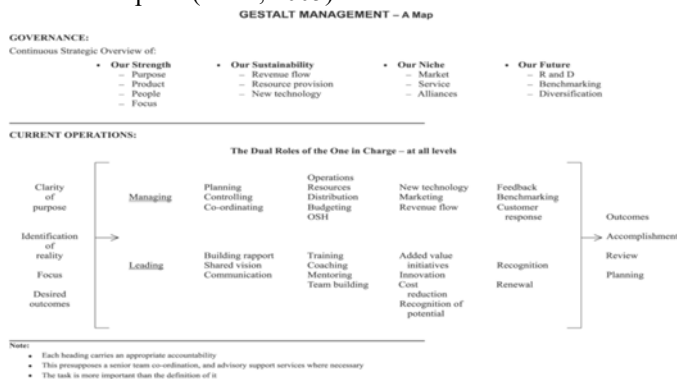 GESTALT MANAGEMENT – A Map
GOVERNANCE:
Continuous Strategic Overview of:
• Our Strength
– Purpose
– Product
– People
– Focus
• Our Sustainability
– Revenue flow
– Resource provision
– New technology
• Our Niche
– Market
– Service
– Alliances
• Our Future
– R and D
– Benchmarking
– Diversification
CURRENT OPERATIONS:
The Dual Roles of the One in Charge – at all levels
Clarity
of
purpose
Identification
of
reality
Focus
Desired
outcomes
Managing
Planning
Controlling
Co-ordinating
Operations
Resources
Distribution
Budgeting
OSH
New technology
Marketing
Revenue flow
Feedback
Benchmarking
Customer
response
Leading
Building rapport
Shared vision
Communication
Training
Coaching
Mentoring
Team building
Added value
initiatives
Innovation
Cost
reduction
Recognition of
potential
Recognition
Renewal
Outcomes
Accomplishment
Review
Planning
Note:
• Each heading carries an appropriate accountability
• This presupposes a senior team co-ordination, and advisory support services where necessary
• The task is more important than the definition of it